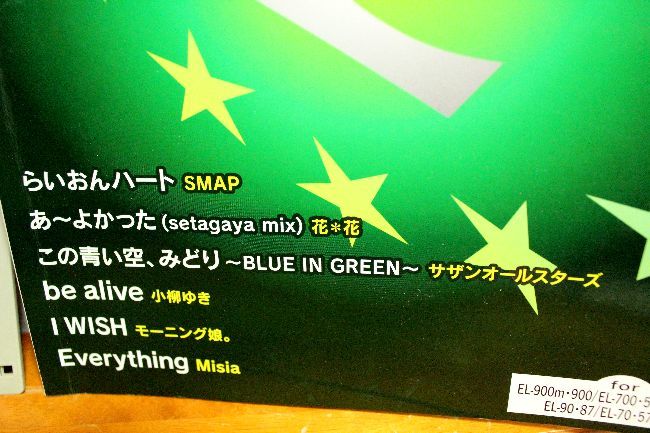 らいおんハート SMAP
あ〜よかった(setagaya mix) 花*花
この青い空、みどり 〜BLUE IN GREEN〜 サザンオールスターズ
be alive 小柳ゆき
I WISH モーニング娘。
Everything Misia
for
EL-900m・900/EL-700・5
EL-90・87/EL-70・57